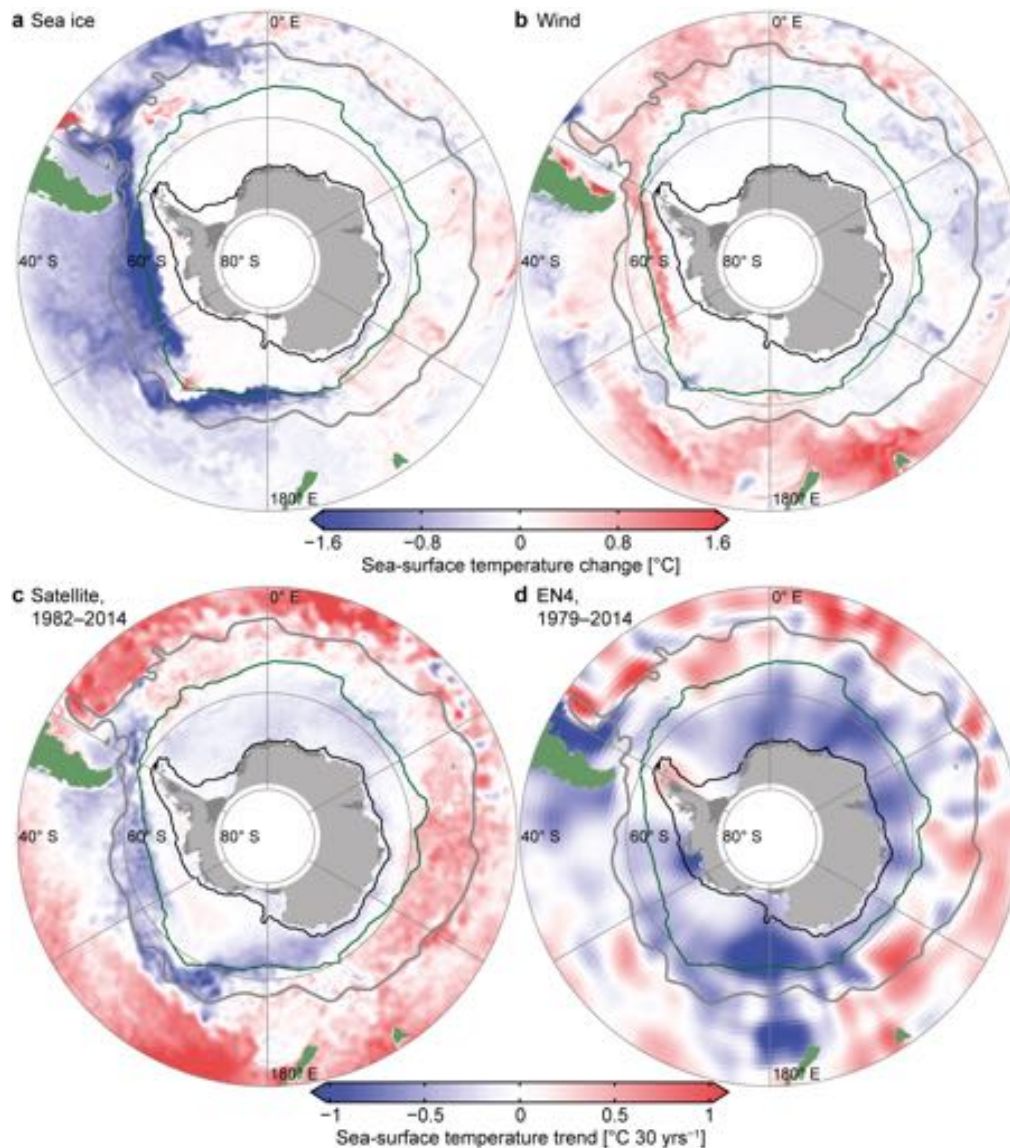 a Sea ice
0° E
40° S
60° S
80° S
180° E
b Wind
0° E
40° S
60° S
80° S
180° E
−1.6
−0.8
0
0.8
1.6
Sea-surface temperature change [°C]
c Satellite,
1982–2014
0° E
40° S
60° S
80° S
180° E
d EN4,
1979–2014
0° E
40° S
60° S
80° S
180° E
−1
−0.5
0
0.5
1
Sea-surface temperature trend [°C 30 yrs⁻¹]